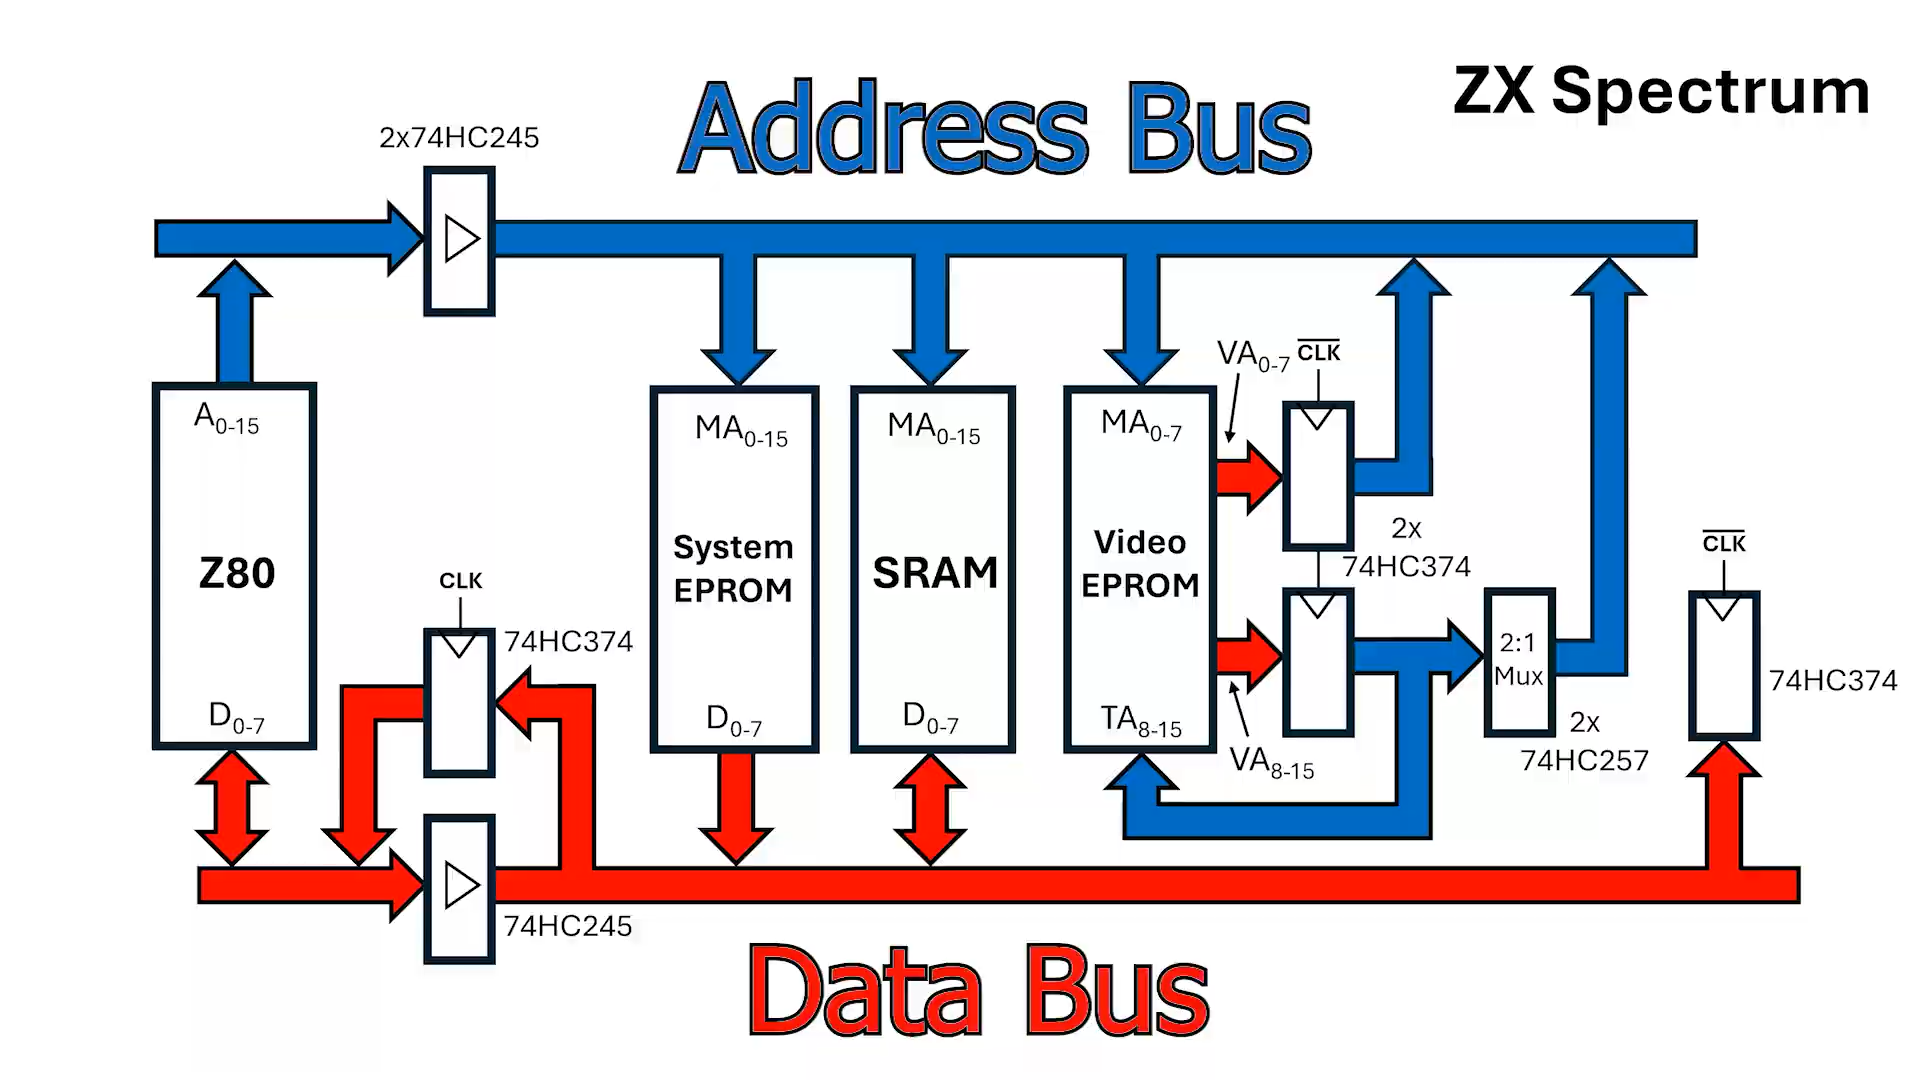 Address Bus
ZX Spectrum
2x74HC245
VA0-7
CLK
A0-15
MA0-15
MA0-15
MA0-7
Z80
System
EPROM
SRAM
Video
EPROM
2x
74HC374
CLK
CLK
74HC374
2:1
Mux
74HC374
D0-7
D0-7
D0-7
TA8-15
VA8-15
2x
74HC257
74HC245
Data Bus